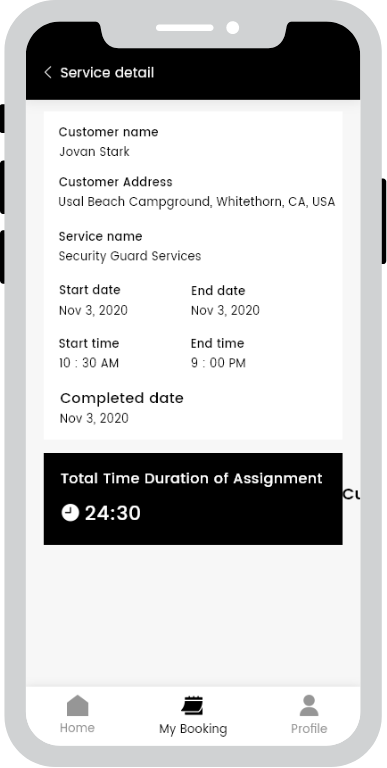 Service detail
Customer name
Jovan Stark
Customer Address
Usal Beach Campground, Whitethorn, CA, USA
Service name
Security Guard Services
Start date End date
Nov 3, 2020 Nov 3, 2020
Start time End time
10 : 30 AM 9 : 00 PM
Completed date
Nov 3, 2020
Total Time Duration of Assignment
24:30
Home My Booking Profile